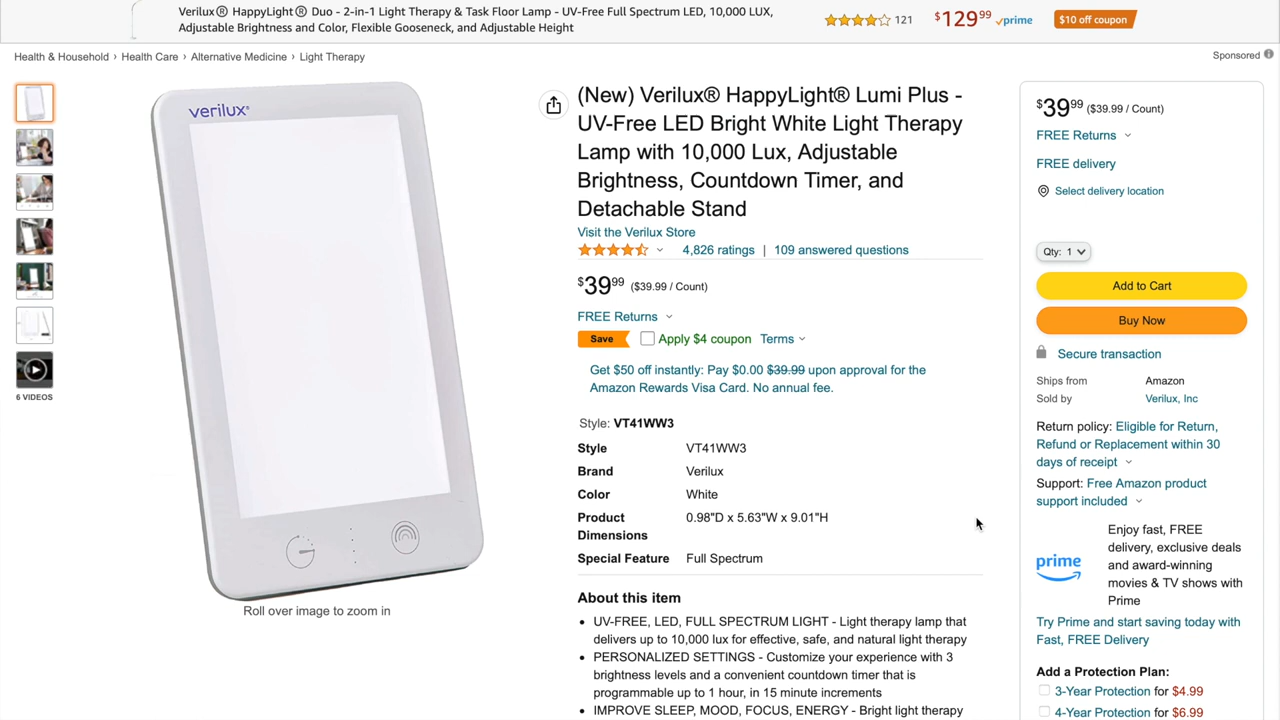 Verilux® HappyLight® Duo - 2-in-1 Light Therapy & Task Floor Lamp - UV-Free Full Spectrum LED, 10,000 LUX,
Adjustable Brightness and Color, Flexible Gooseneck, and Adjustable Height
121
$129⁹⁹ prime
$10 off coupon
Sponsored
Health & Household › Health Care › Alternative Medicine › Light Therapy
verilux®
6 VIDEOS
Roll over image to zoom in
(New) Verilux® HappyLight® Lumi Plus -
UV-Free LED Bright White Light Therapy
Lamp with 10,000 Lux, Adjustable
Brightness, Countdown Timer, and
Detachable Stand
Visit the Verilux Store
4,826 ratings | 109 answered questions
$39⁹⁹ ($39.99 / Count)
FREE Returns
Save Apply $4 coupon Terms
Get $50 off instantly: Pay $0.00 $39.99 upon approval for the
Amazon Rewards Visa Card. No annual fee.
Style: VT41WW3
Style VT41WW3
Brand Verilux
Color White
Product Dimensions 0.98"D x 5.63"W x 9.01"H
Special Feature Full Spectrum
About this item
• UV-FREE, LED, FULL SPECTRUM LIGHT - Light therapy lamp that
delivers up to 10,000 lux for effective, safe, and natural light therapy
• PERSONALIZED SETTINGS - Customize your experience with 3
brightness levels and a convenient countdown timer that is
programmable up to 1 hour, in 15 minute increments
• IMPROVE SLEEP, MOOD, FOCUS, ENERGY - Bright light therapy
$39⁹⁹ ($39.99 / Count)
FREE Returns
FREE delivery
Select delivery location
Qty: 1
Add to Cart
Buy Now
Secure transaction
Ships from Amazon
Sold by Verilux, Inc
Return policy: Eligible for Return,
Refund or Replacement within 30
days of receipt
Support: Free Amazon product
support included
prime
Enjoy fast, FREE
delivery, exclusive deals
and award-winning
movies & TV shows with
Prime
Try Prime and start saving today with
Fast, FREE Delivery
Add a Protection Plan:
3-Year Protection for $4.99
4-Year Protection for $6.99